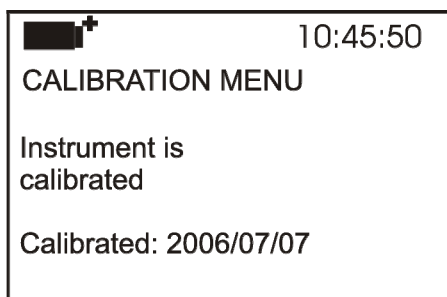 10:45:50
CALIBRATION MENU
Instrument is
calibrated
Calibrated: 2006/07/07